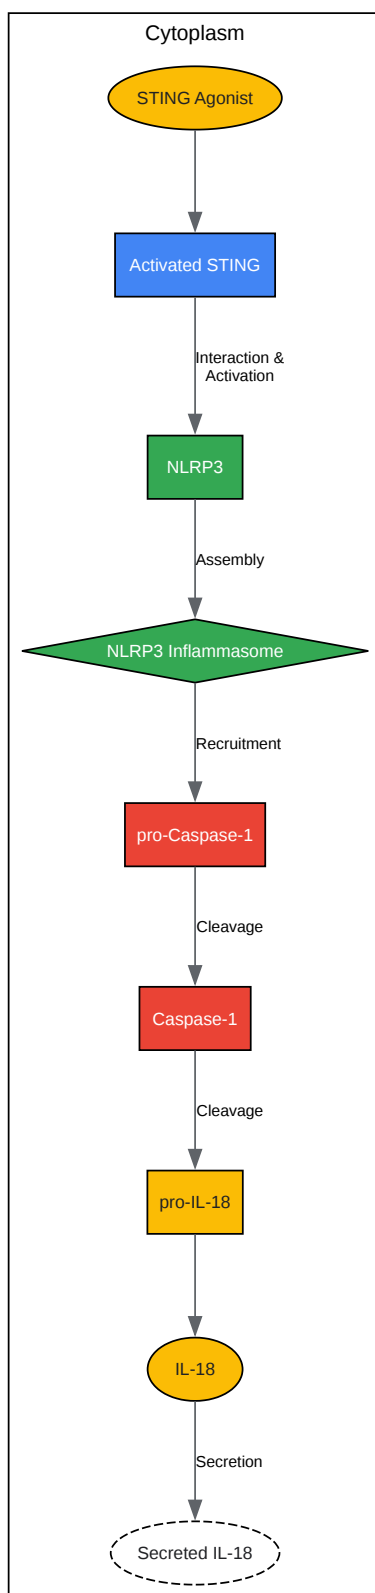 Cytoplasm
STING Agonist
Activated STING
Interaction &
Activation
NLRP3
Assembly
NLRP3 Inflammasome
Recruitment
pro-Caspase-1
Cleavage
Caspase-1
Cleavage
pro-IL-18
IL-18
Secretion
Secreted IL-18